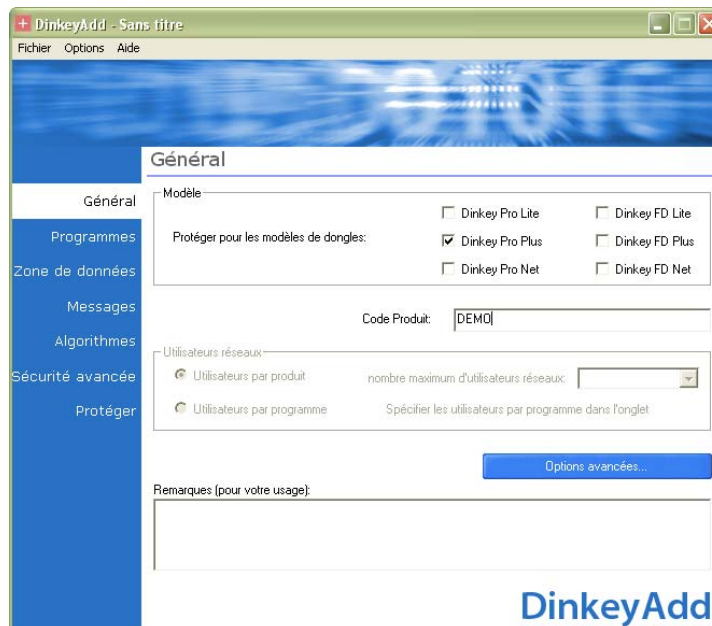 DinkeyAdd - Sans titre
Fichier Options Aide
Général
Général
Programmes
Zone de données
Messages
Algorithmes
Sécurité avancée
Protéger
Modèle
Protéger pour les modèles de dongles:
Dinkey Pro Lite
Dinkey FD Lite
Dinkey Pro Plus
Dinkey FD Plus
Dinkey Pro Net
Dinkey FD Net
Code Produit: DEMO
Utilisateurs réseaux
Utilisateurs par produit
nombre maximum d'utilisateurs réseaux:
Utilisateurs par programme
Spécifier les utilisateurs par programme dans l'onglet
Options avancées...
Remarques (pour votre usage):
DinkeyAdd